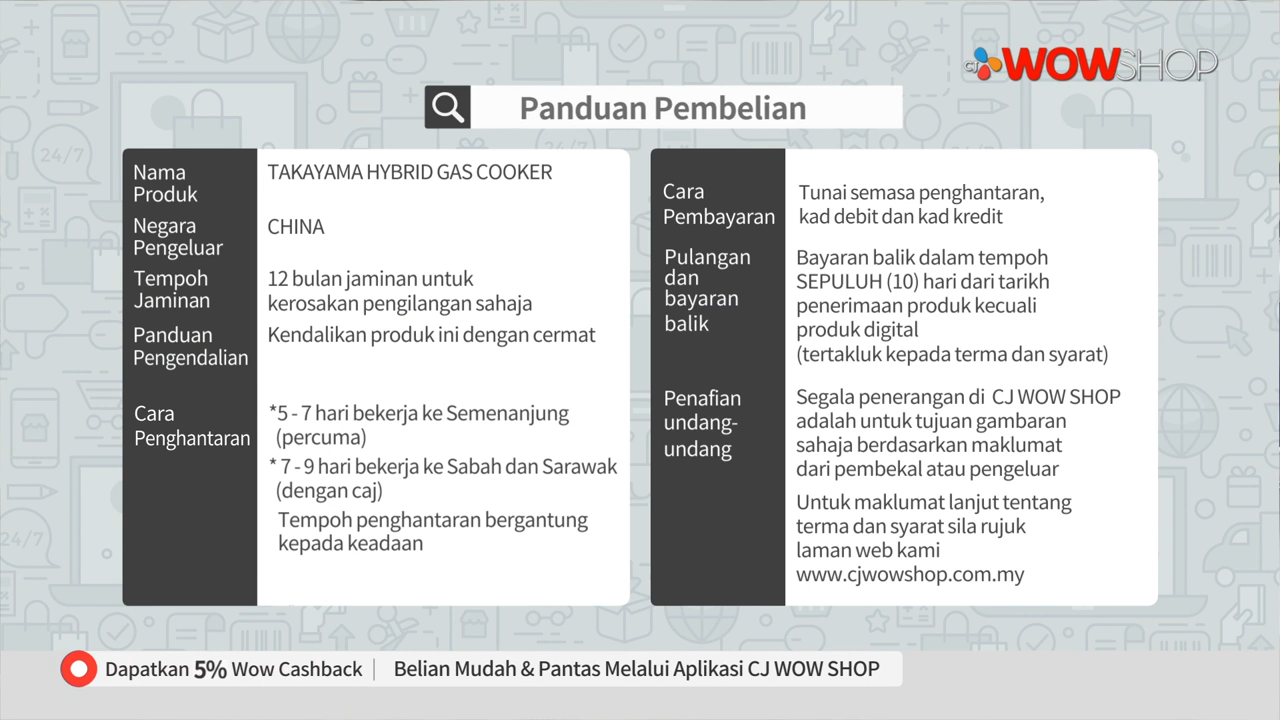 CJ WOWSHOP
Panduan Pembelian
Nama
Produk
TAKAYAMA HYBRID GAS COOKER
Negara
Pengeluar
CHINA
Tempoh
Jaminan
12 bulan jaminan untuk
kerosakan pengilangan sahaja
Panduan
Pengendalian
Kendalikan produk ini dengan cermat
Cara
Penghantaran
*5 - 7 hari bekerja ke Semenanjung
(percuma)
* 7 - 9 hari bekerja ke Sabah dan Sarawak
(dengan caj)
Tempoh penghantaran bergantung
kepada keadaan
Cara
Pembayaran
Tunai semasa penghantaran,
kad debit dan kad kredit
Pulangan
dan
bayaran
balik
Bayaran balik dalam tempoh
SEPULUH (10) hari dari tarikh
penerimaan produk kecuali
produk digital
(tertakluk kepada terma dan syarat)
Penafian
undang-
undang
Segala penerangan di CJ WOW SHOP
adalah untuk tujuan gambaran
sahaja berdasarkan maklumat
dari pembekal atau pengeluar
Untuk maklumat lanjut tentang
terma dan syarat sila rujuk
laman web kami
www.cjwowshop.com.my
Dapatkan 5% Wow Cashback | Belian Mudah & Pantas Melalui Aplikasi CJ WOW SHOP
24/7
24/7